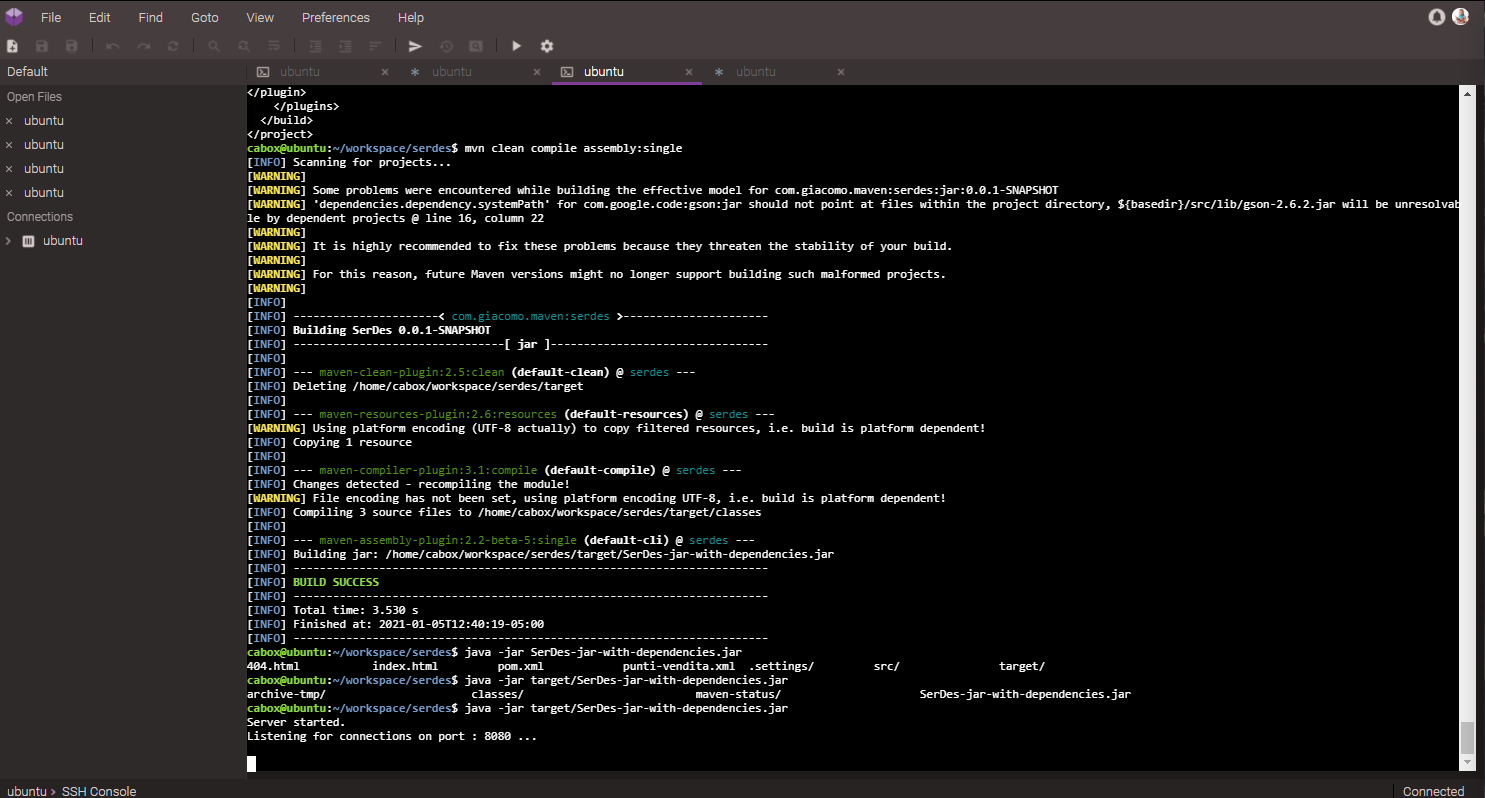 File Edit Find Goto View Preferences Help
Default
ubuntu × * ubuntu × ubuntu × * ubuntu ×
Open Files
× ubuntu
× ubuntu
× ubuntu
× ubuntu
Connections
ubuntu
</plugin>
    </plugins>
  </build>
</project>
cabox@ubuntu:~/workspace/serdes$ mvn clean compile assembly:single
[INFO] Scanning for projects...
[WARNING]
[WARNING] Some problems were encountered while building the effective model for com.giacomo.maven:serdes:jar:0.0.1-SNAPSHOT
[WARNING] 'dependencies.dependency.systemPath' for com.google.code:gson:jar should not point at files within the project directory, ${basedir}/src/lib/gson-2.6.2.jar will be unresolvab
le by dependent projects @ line 16, column 22
[WARNING]
[WARNING] It is highly recommended to fix these problems because they threaten the stability of your build.
[WARNING]
[WARNING] For this reason, future Maven versions might no longer support building such malformed projects.
[WARNING]
[INFO]
[INFO] ----------------------< com.giacomo.maven:serdes >----------------------
[INFO] Building SerDes 0.0.1-SNAPSHOT
[INFO] --------------------------------[ jar ]---------------------------------
[INFO]
[INFO] --- maven-clean-plugin:2.5:clean (default-clean) @ serdes ---
[INFO] Deleting /home/cabox/workspace/serdes/target
[INFO]
[INFO] --- maven-resources-plugin:2.6:resources (default-resources) @ serdes ---
[WARNING] Using platform encoding (UTF-8 actually) to copy filtered resources, i.e. build is platform dependent!
[INFO] Copying 1 resource
[INFO]
[INFO] --- maven-compiler-plugin:3.1:compile (default-compile) @ serdes ---
[INFO] Changes detected - recompiling the module!
[WARNING] File encoding has not been set, using platform encoding UTF-8, i.e. build is platform dependent!
[INFO] Compiling 3 source files to /home/cabox/workspace/serdes/target/classes
[INFO]
[INFO] --- maven-assembly-plugin:2.2-beta-5:single (default-cli) @ serdes ---
[INFO] Building jar: /home/cabox/workspace/serdes/target/SerDes-jar-with-dependencies.jar
[INFO] ------------------------------------------------------------------------
[INFO] BUILD SUCCESS
[INFO] ------------------------------------------------------------------------
[INFO] Total time: 3.530 s
[INFO] Finished at: 2021-01-05T12:40:19-05:00
[INFO] ------------------------------------------------------------------------
cabox@ubuntu:~/workspace/serdes$ java -jar SerDes-jar-with-dependencies.jar
404.html index.html pom.xml punti-vendita.xml .settings/ src/ target/
cabox@ubuntu:~/workspace/serdes$ java -jar target/SerDes-jar-with-dependencies.jar
archive-tmp/ classes/ maven-status/ SerDes-jar-with-dependencies.jar
cabox@ubuntu:~/workspace/serdes$ java -jar target/SerDes-jar-with-dependencies.jar
Server started.
Listening for connections on port : 8080 ...
ubuntu › SSH Console
Connected